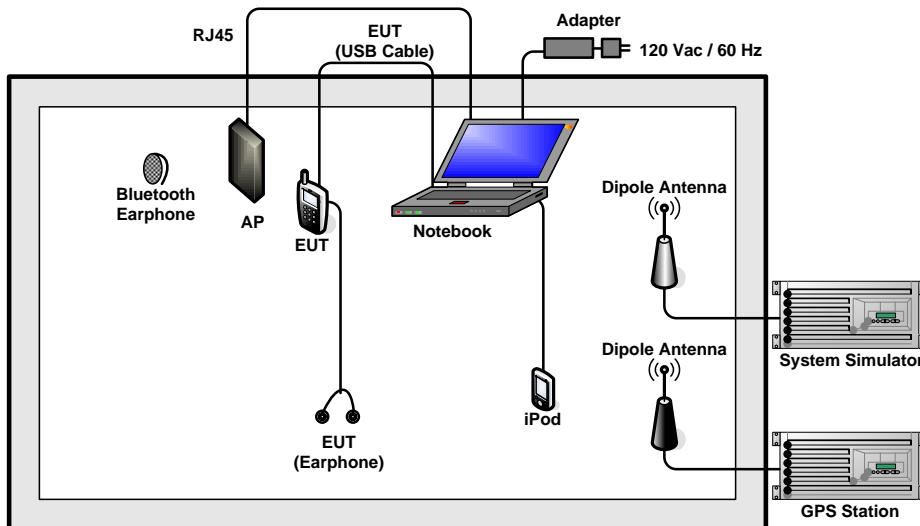 RJ45
EUT
(USB Cable)
Adapter
120 Vac / 60 Hz
Bluetooth
Earphone
AP
EUT
Notebook
Dipole Antenna
System Simulator
Dipole Antenna
iPod
EUT
(Earphone)
GPS Station